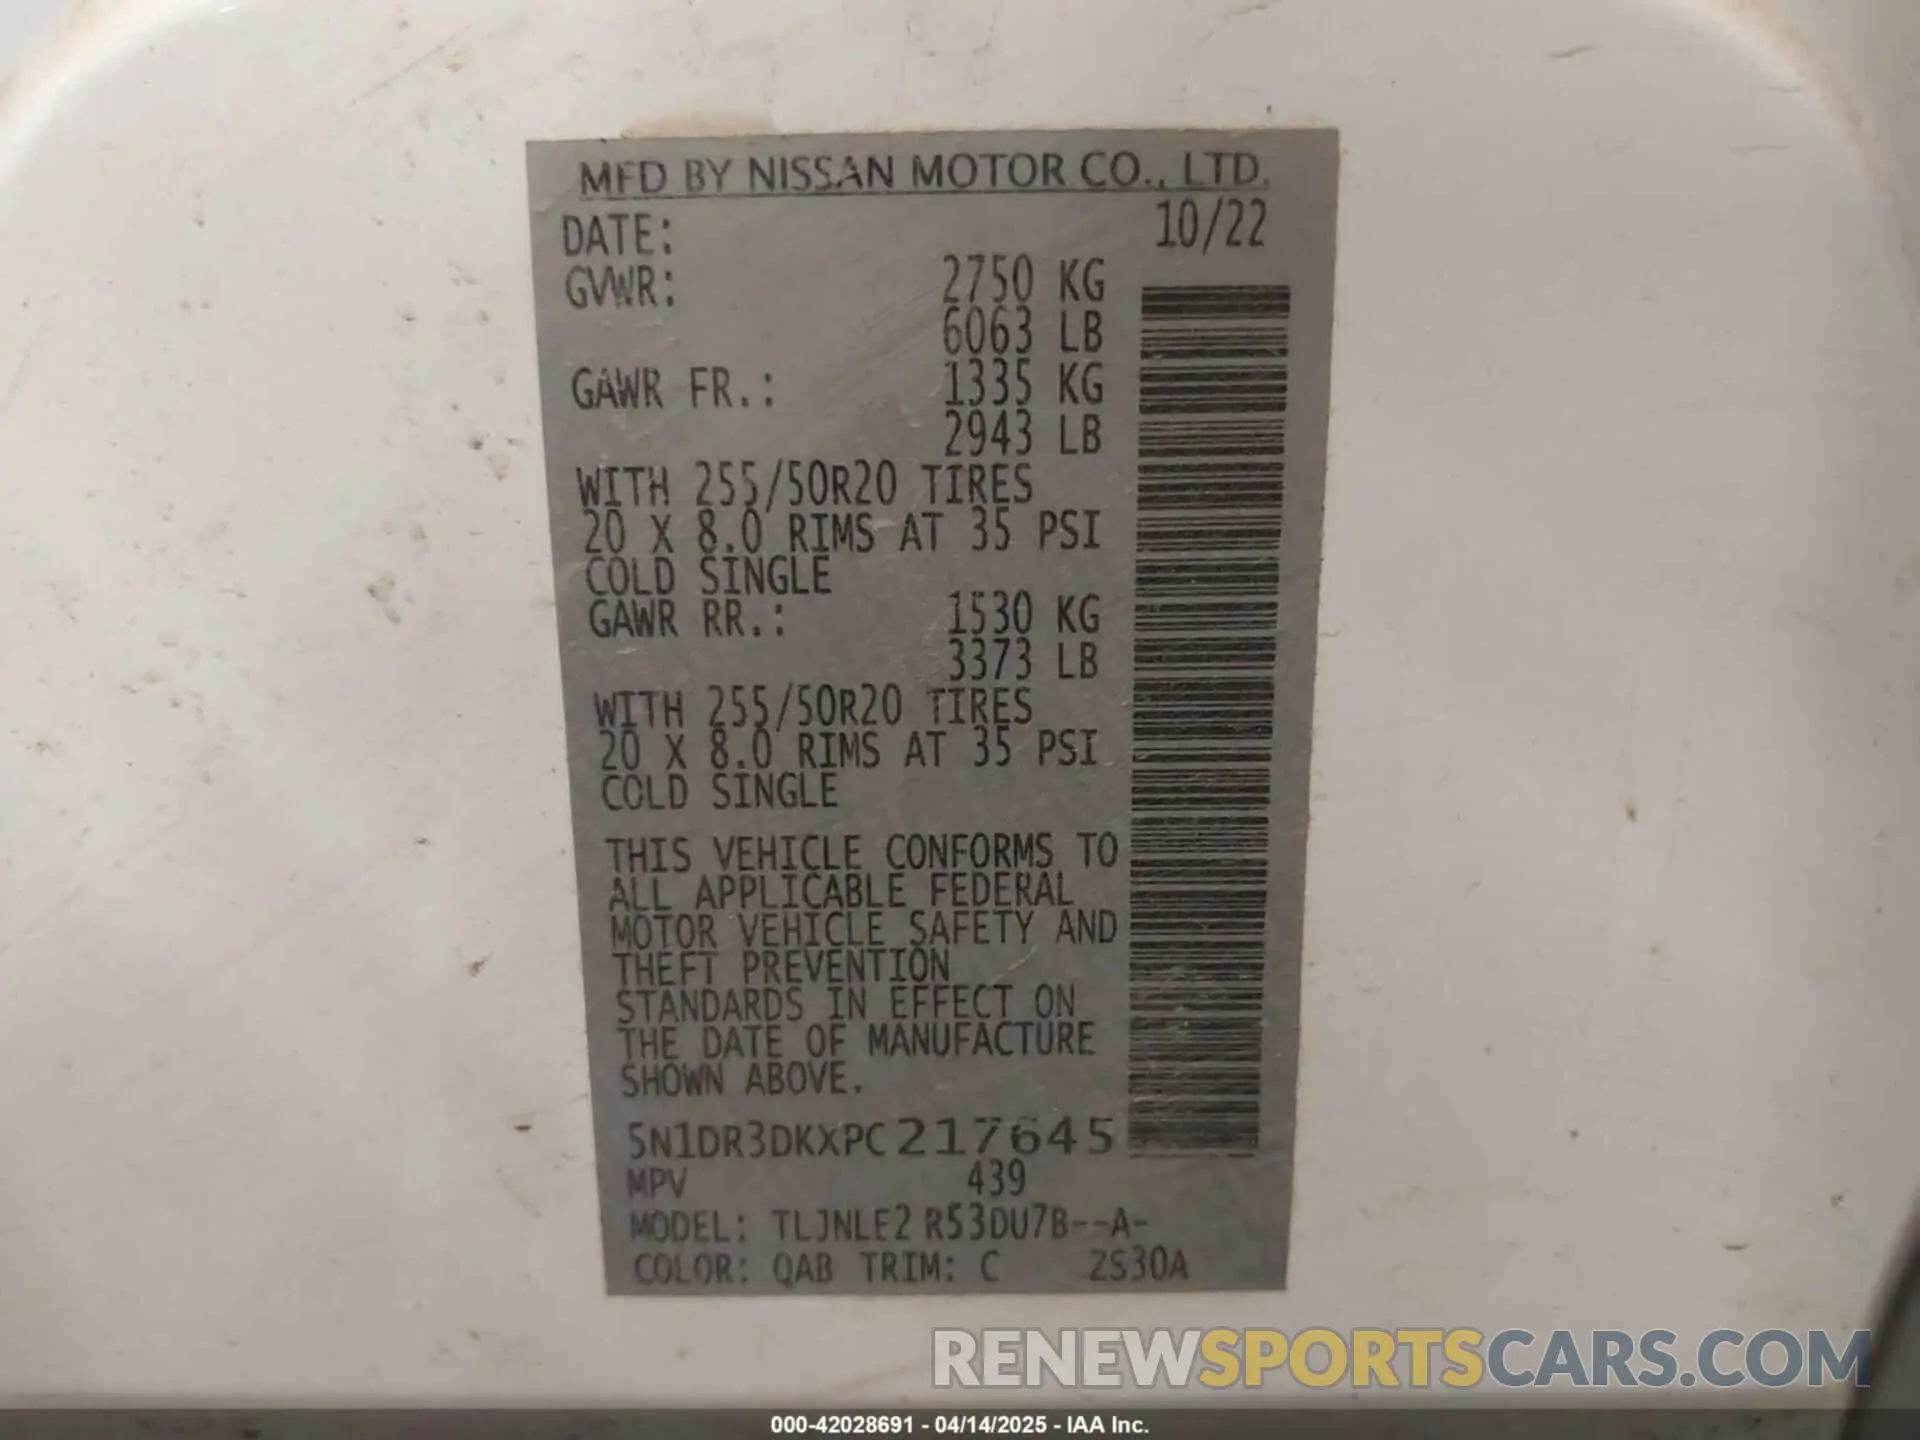 MFD BY NISSAN MOTOR CO., LTD.
DATE: 10/22
GVWR: 2750 KG
6063 LB
GAWR FR.: 1335 KG
2943 LB
WITH 255/50R20 TIRES
20 X 8.0 RIMS AT 35 PSI
COLD SINGLE
GAWR RR.: 1530 KG
3373 LB
WITH 255/50R20 TIRES
20 X 8.0 RIMS AT 35 PSI
COLD SINGLE
THIS VEHICLE CONFORMS TO
ALL APPLICABLE FEDERAL
MOTOR VEHICLE SAFETY AND
THEFT PREVENTION
STANDARDS IN EFFECT ON
THE DATE OF MANUFACTURE
SHOWN ABOVE.
5N1DR3DKXPC217645
MPV 439
MODEL: TLJNLE2 R53DU7B--A-
COLOR: QAB TRIM: C ZS30A
RENEWSPORTSCARS.COM
000-42028691 - 04/14/2025 - IAA Inc.